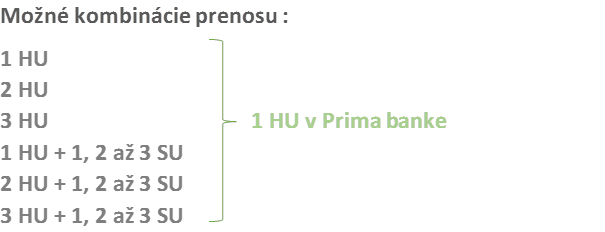 Možné kombinácie prenosu :
1 HU
2 HU
3 HU
1 HU + 1, 2 až 3 SU
2 HU + 1, 2 až 3 SU
3 HU + 1, 2 až 3 SU
1 HU v Prima banke